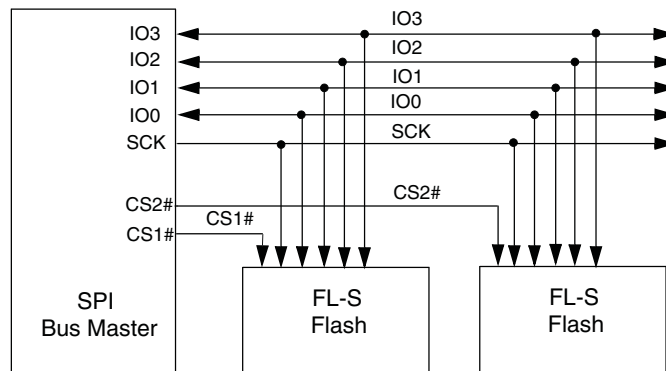 IO3
IO3
IO2
IO2
IO1
IO1
IO0
IO0
SCK
SCK
CS2#
CS2#
CS1#
CS1#
SPI
Bus Master
FL-S
Flash
FL-S
Flash